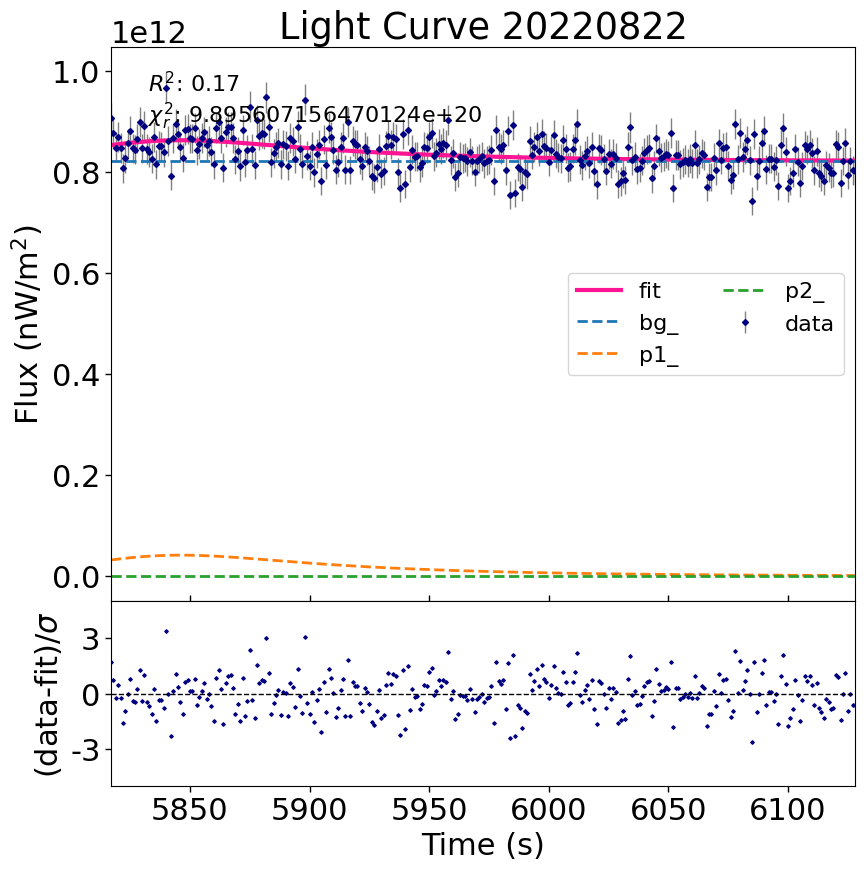 Light Curve 20220822
1e12
R²: 0.17
χ²ᵣ: 9.895607156470124e+20
1.0
0.8
0.6
0.4
0.2
0.0
Flux (nW/m²)
fit
bg_
p1_
p2_
data
3
0
-3
(data-fit)/σ
5850 5900 5950 6000 6050 6100
Time (s)